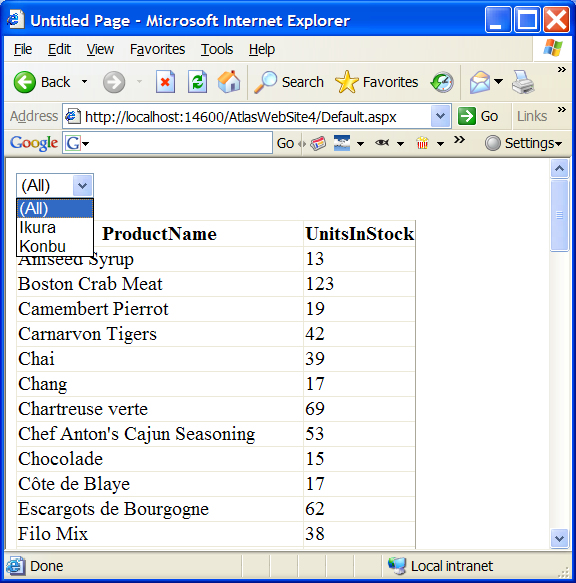 Untitled Page - Microsoft Internet Explorer
File Edit View Favorites Tools Help
Back Search Favorites »
Address http://localhost:14600/AtlasWebSite4/Default.aspx Go Links »
Google G Go » Settings
(All)
(All)
Ikura
Konbu
ProductName UnitsInStock
Aniseed Syrup 13
Boston Crab Meat 123
Camembert Pierrot 19
Carnarvon Tigers 42
Chai 39
Chang 17
Chartreuse verte 69
Chef Anton's Cajun Seasoning 53
Chocolade 15
Côte de Blaye 17
Escargots de Bourgogne 62
Filo Mix 38
Done Local intranet